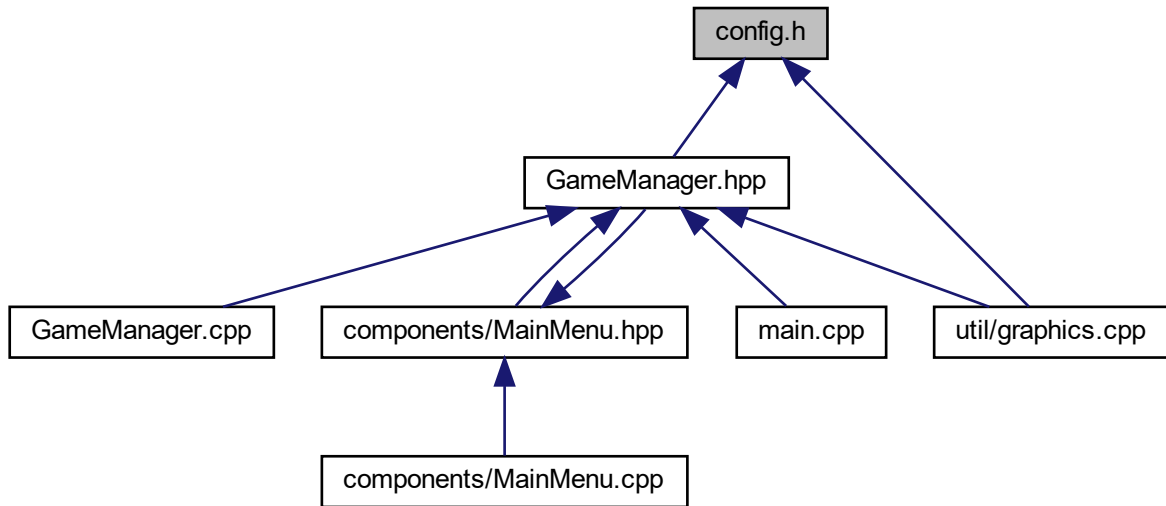 config.h
GameManager.hpp
GameManager.cpp
components/MainMenu.hpp
main.cpp
util/graphics.cpp
components/MainMenu.cpp